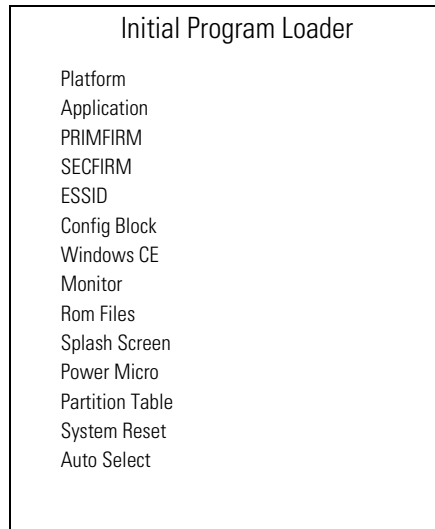 Initial Program Loader
Platform
Application
PRIMFIRM
SECFIRM
ESSID
Config Block
Windows CE
Monitor
Rom Files
Splash Screen
Power Micro
Partition Table
System Reset
Auto Select